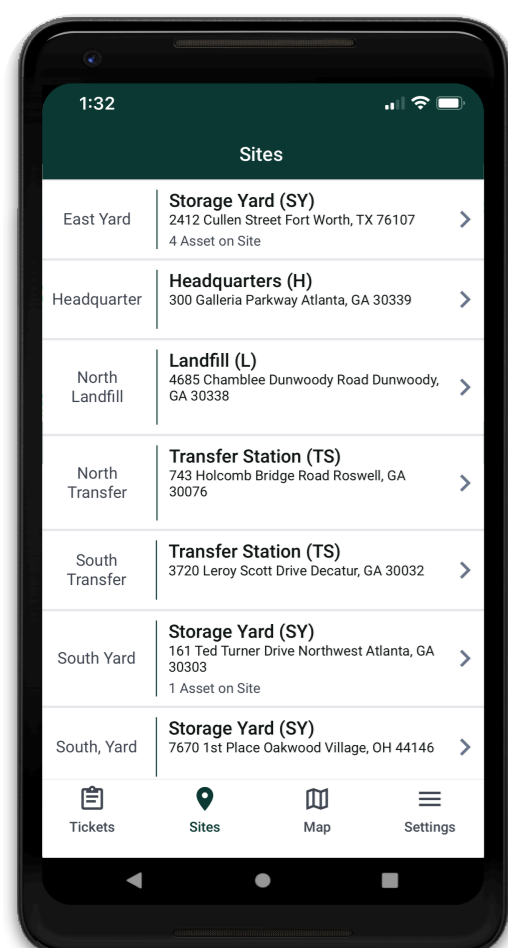 1:32
Sites
East Yard
Storage Yard (SY)
2412 Cullen Street Fort Worth, TX 76107
4 Asset on Site
Headquarter
Headquarters (H)
300 Galleria Parkway Atlanta, GA 30339
North
Landfill
Landfill (L)
4685 Chamblee Dunwoody Road Dunwoody,
GA 30338
North
Transfer
Transfer Station (TS)
743 Holcomb Bridge Road Roswell, GA
30076
South
Transfer
Transfer Station (TS)
3720 Leroy Scott Drive Decatur, GA 30032
South Yard
Storage Yard (SY)
161 Ted Turner Drive Northwest Atlanta, GA
30303
1 Asset on Site
South, Yard
Storage Yard (SY)
7670 1st Place Oakwood Village, OH 44146
Tickets
Sites
Map
Settings